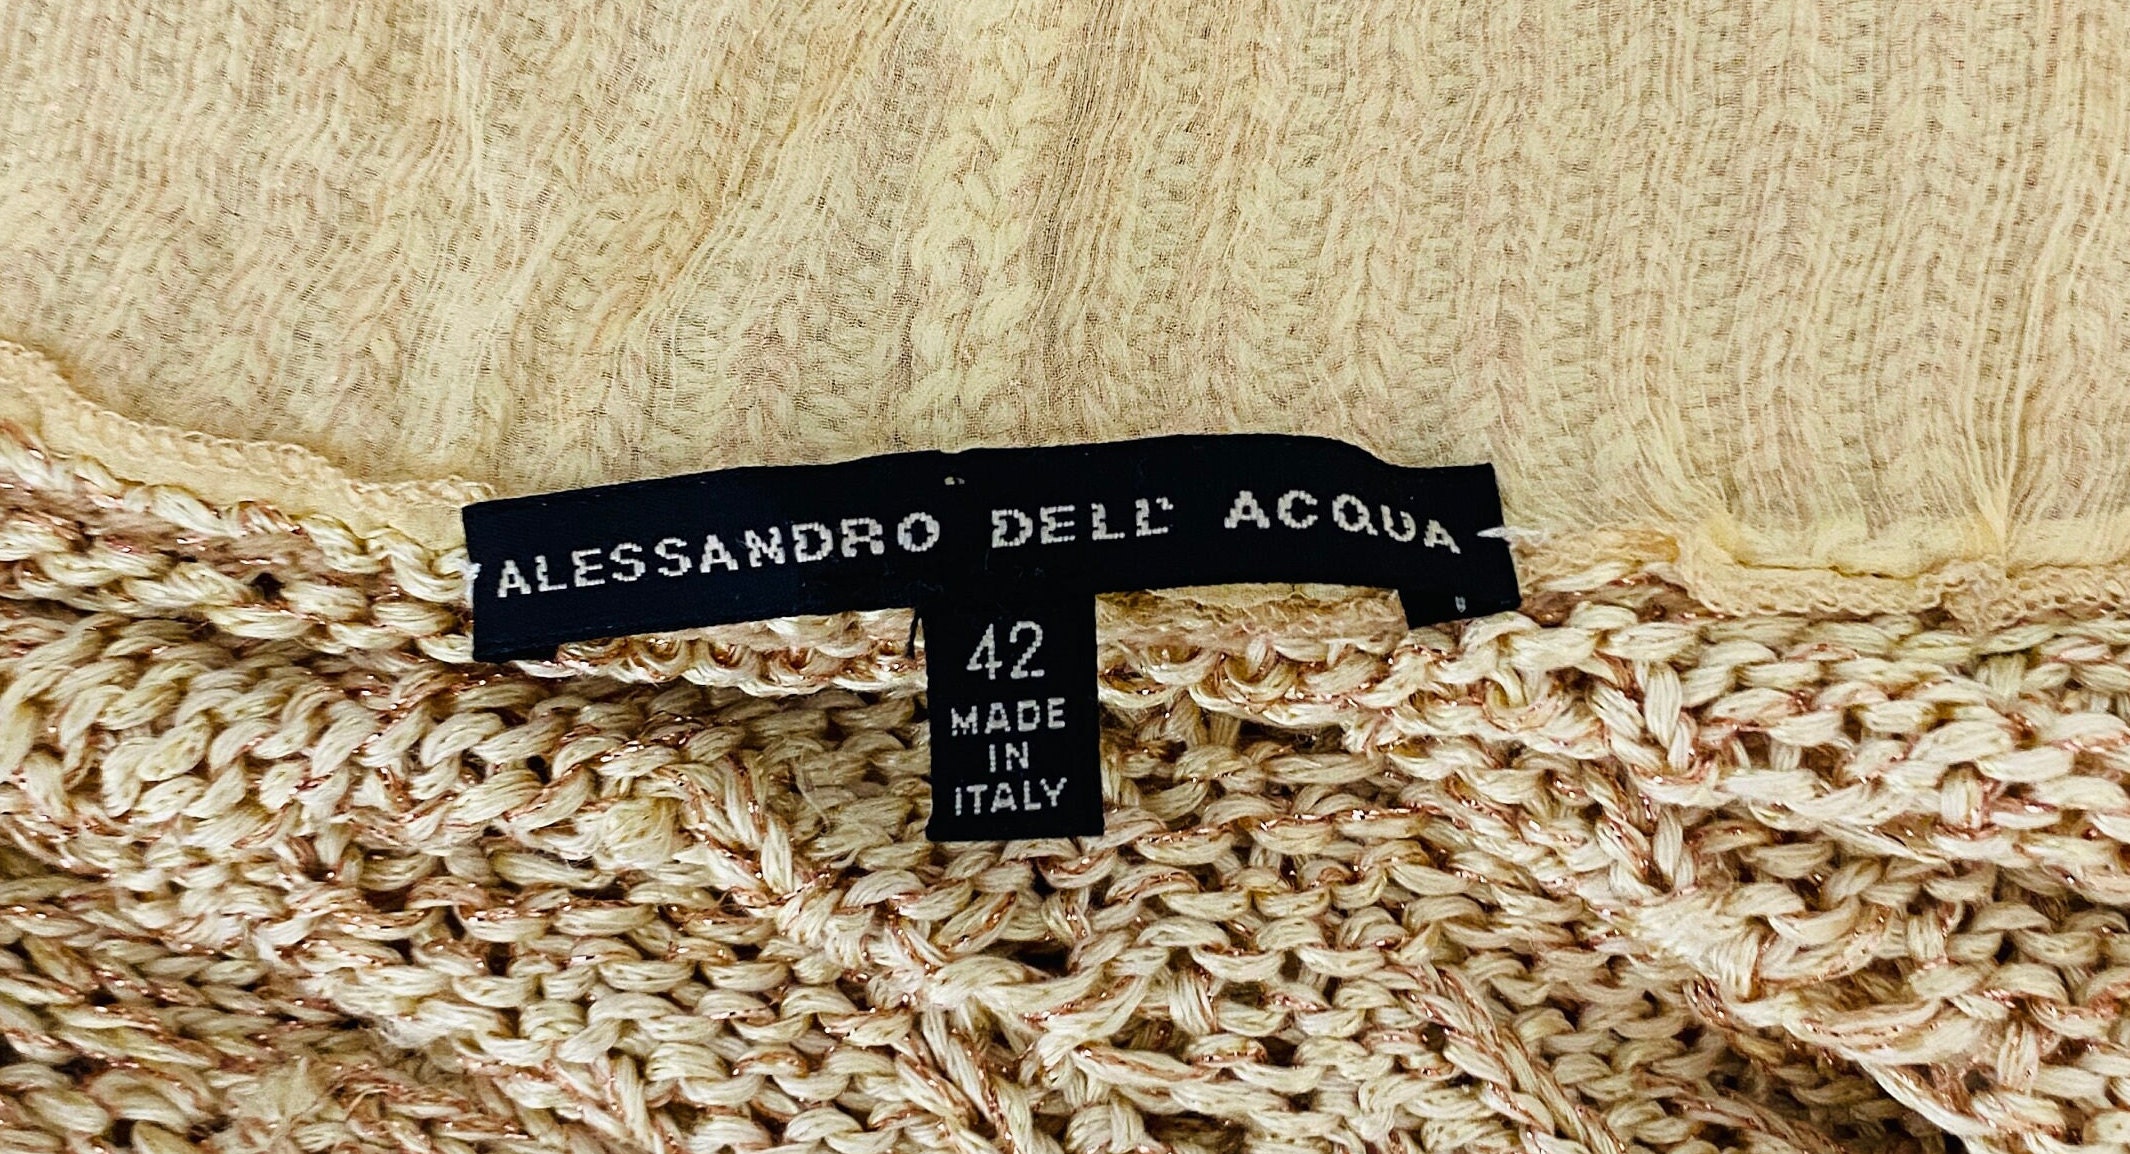 ALESSANDRO DELL' ACQUA
42
MADE
IN
ITALY